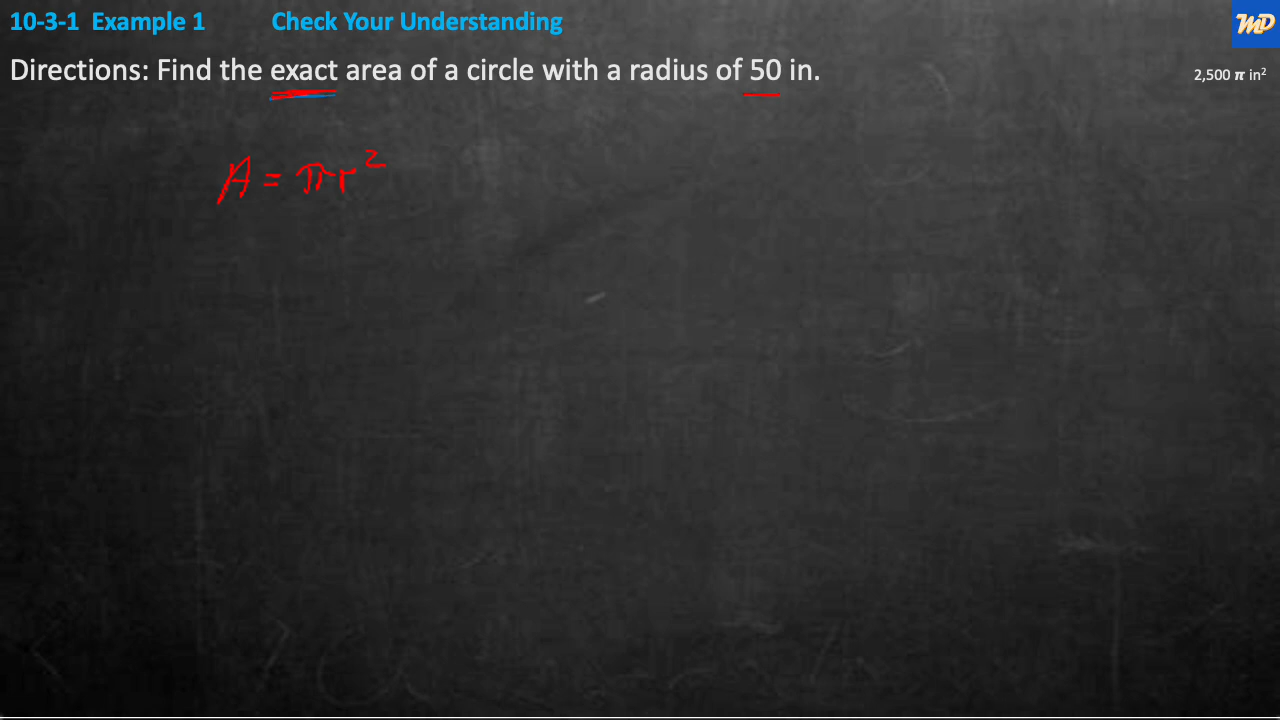 10-3-1 Example 1 Check Your Understanding
MP
Directions: Find the exact area of a circle with a radius of 50 in.
2,500 π in²
A = πr²